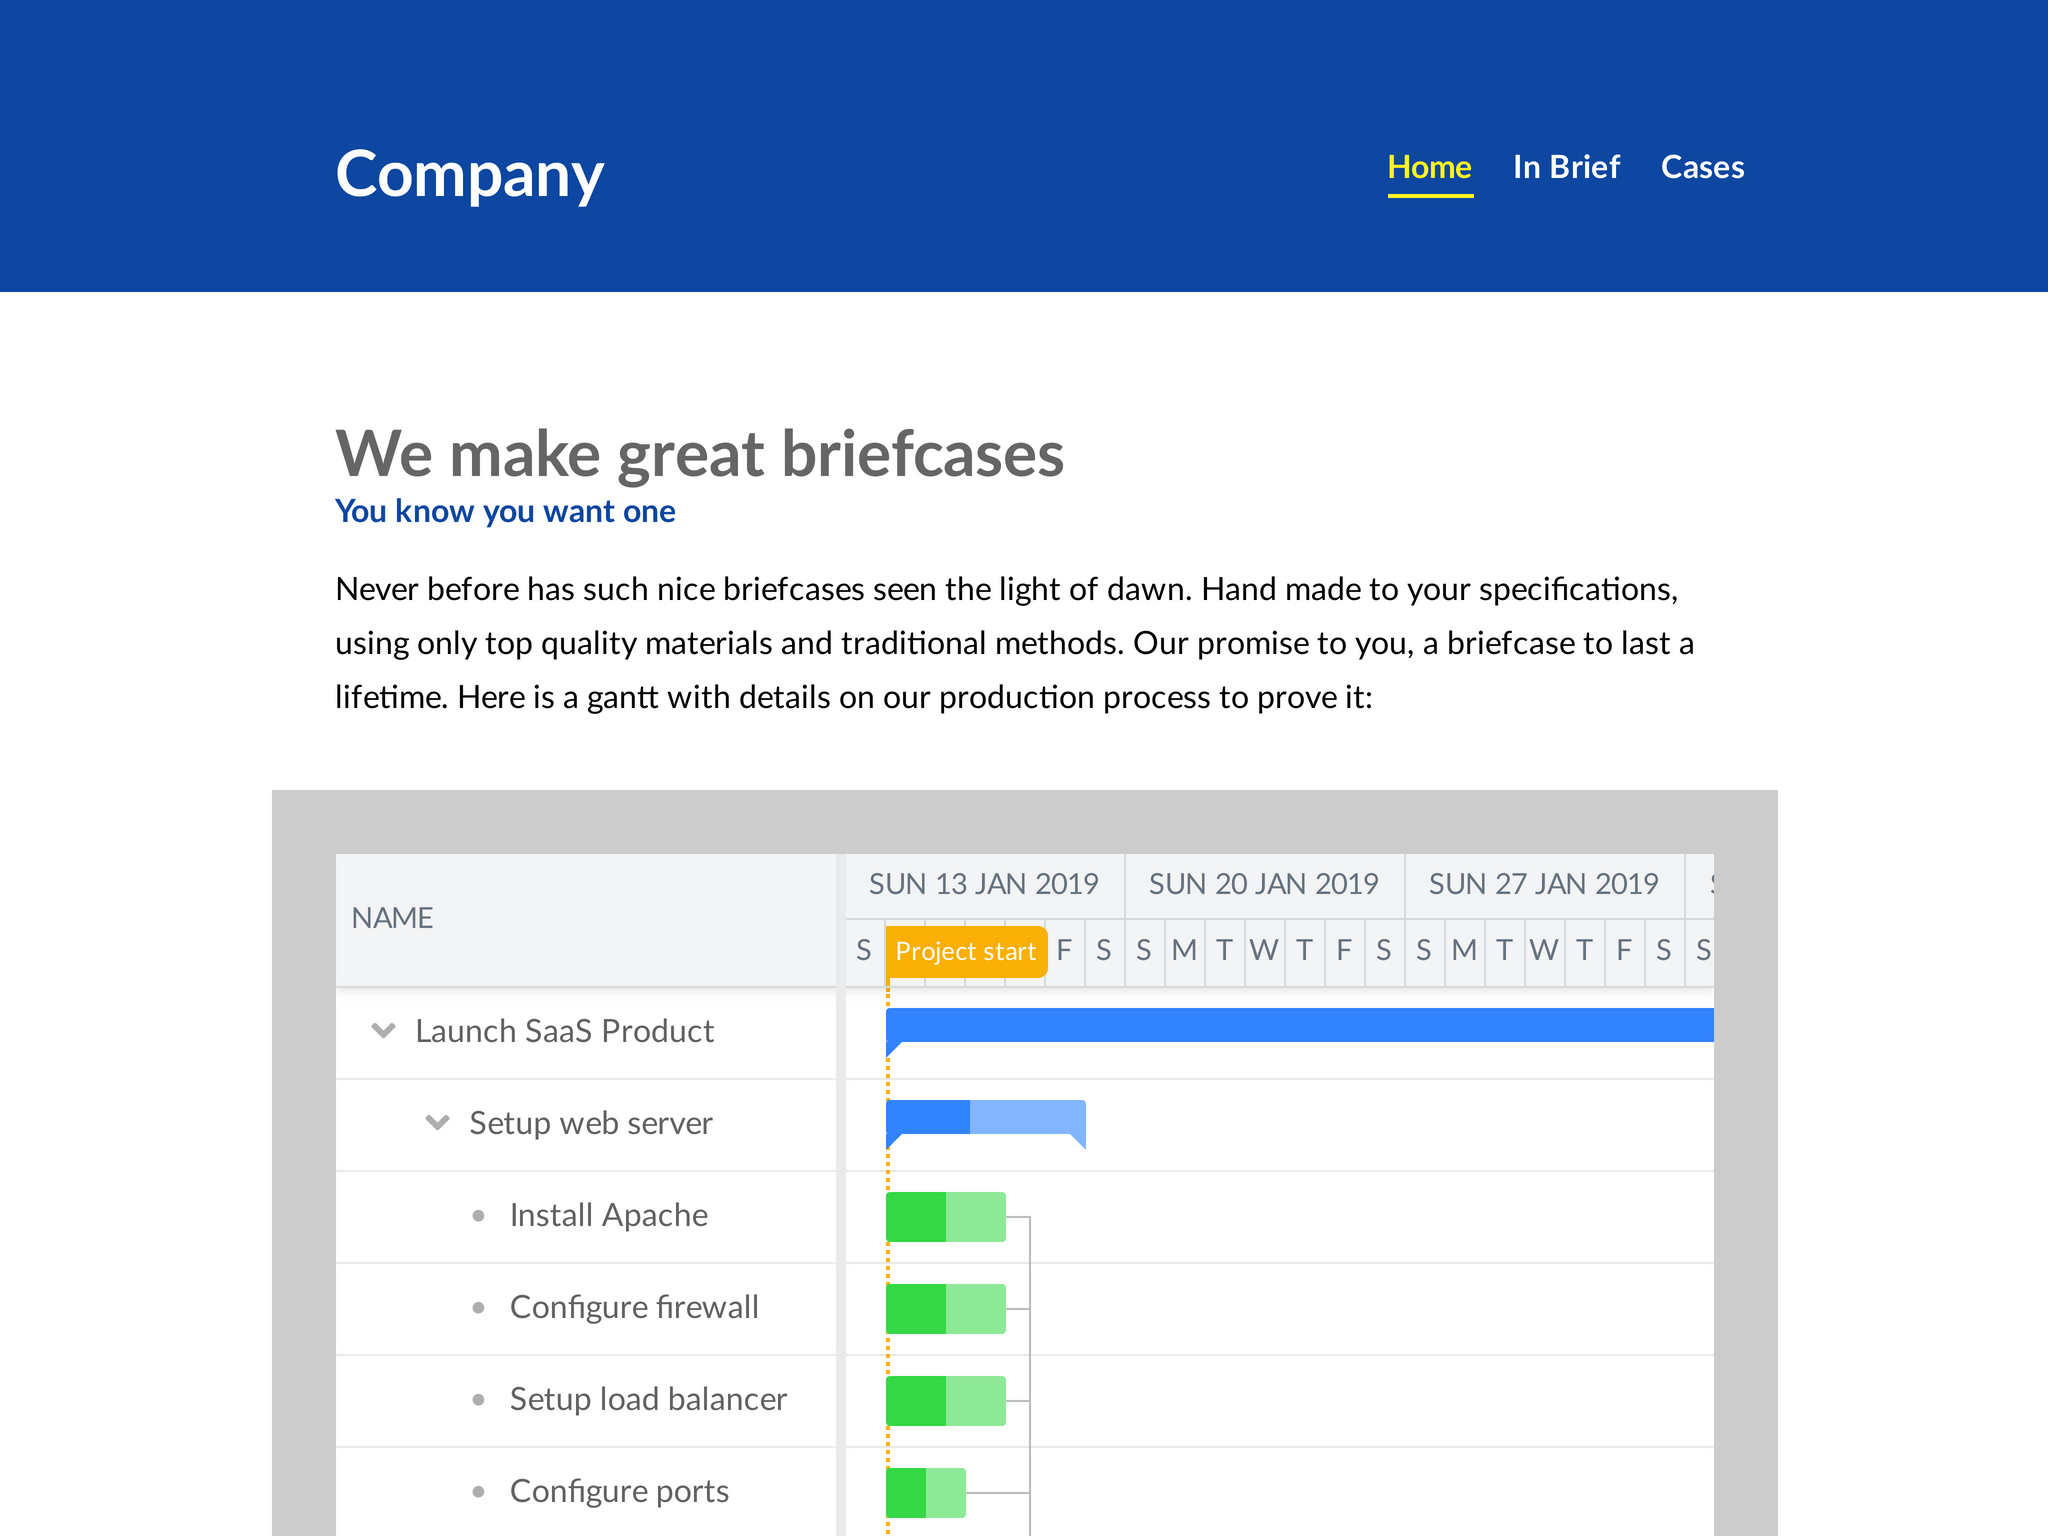 Company
Home In Brief Cases
We make great briefcases
You know you want one
Never before has such nice briefcases seen the light of dawn. Hand made to your specifications,
using only top quality materials and traditional methods. Our promise to you, a briefcase to last a
lifetime. Here is a gantt with details on our production process to prove it:
NAME
SUN 13 JAN 2019 SUN 20 JAN 2019 SUN 27 JAN 2019
S Project start F S S M T W T F S S M T W T F S S
Launch SaaS Product
Setup web server
Install Apache
Configure firewall
Setup load balancer
Configure ports